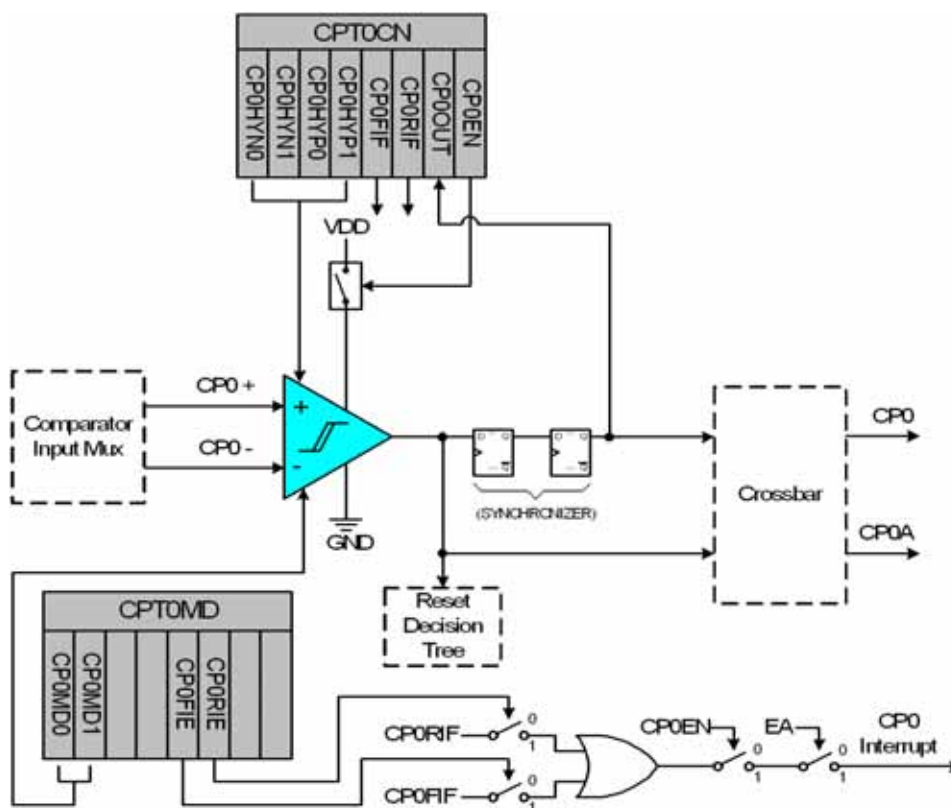 CPT0CN
CP0HYN0
CP0HYN1
CP0HYP0
CP0HYP1
CP0FIF
CP0RIF
CP0OUT
CP0EN
VDD
Comparator
Input Mux
CP0 +
CP0 -
+
-
GND
(SYNCHRONIZER)
Crossbar
CP0
CP0A
Reset
Decision
Tree
CPT0MD
CP0MD0
CP0MD1
CP0FIE
CP0RIE
CP0RIF
0
1
CP0FIF
0
1
CP0EN
0
1
EA
0
1
CP0
Interrupt